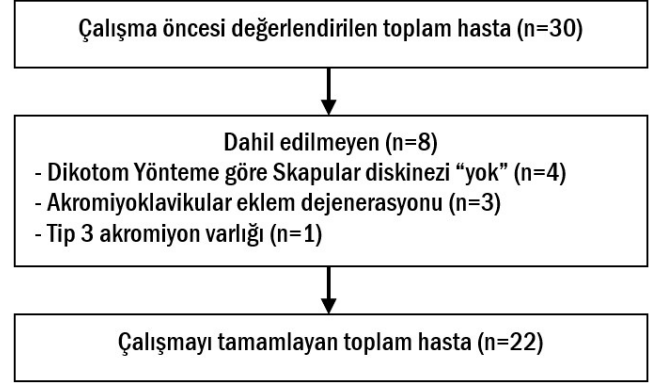 Çalışma öncesi değerlendirilen toplam hasta (n=30)
Dahil edilmeyen (n=8)
- Dikotom Yönteme göre Skapular diskinezi “yok” (n=4)
- Akromiyoklavikular eklem dejenerasyonu (n=3)
- Tip 3 akromiyon varlığı (n=1)
Çalışmayı tamamlayan toplam hasta (n=22)